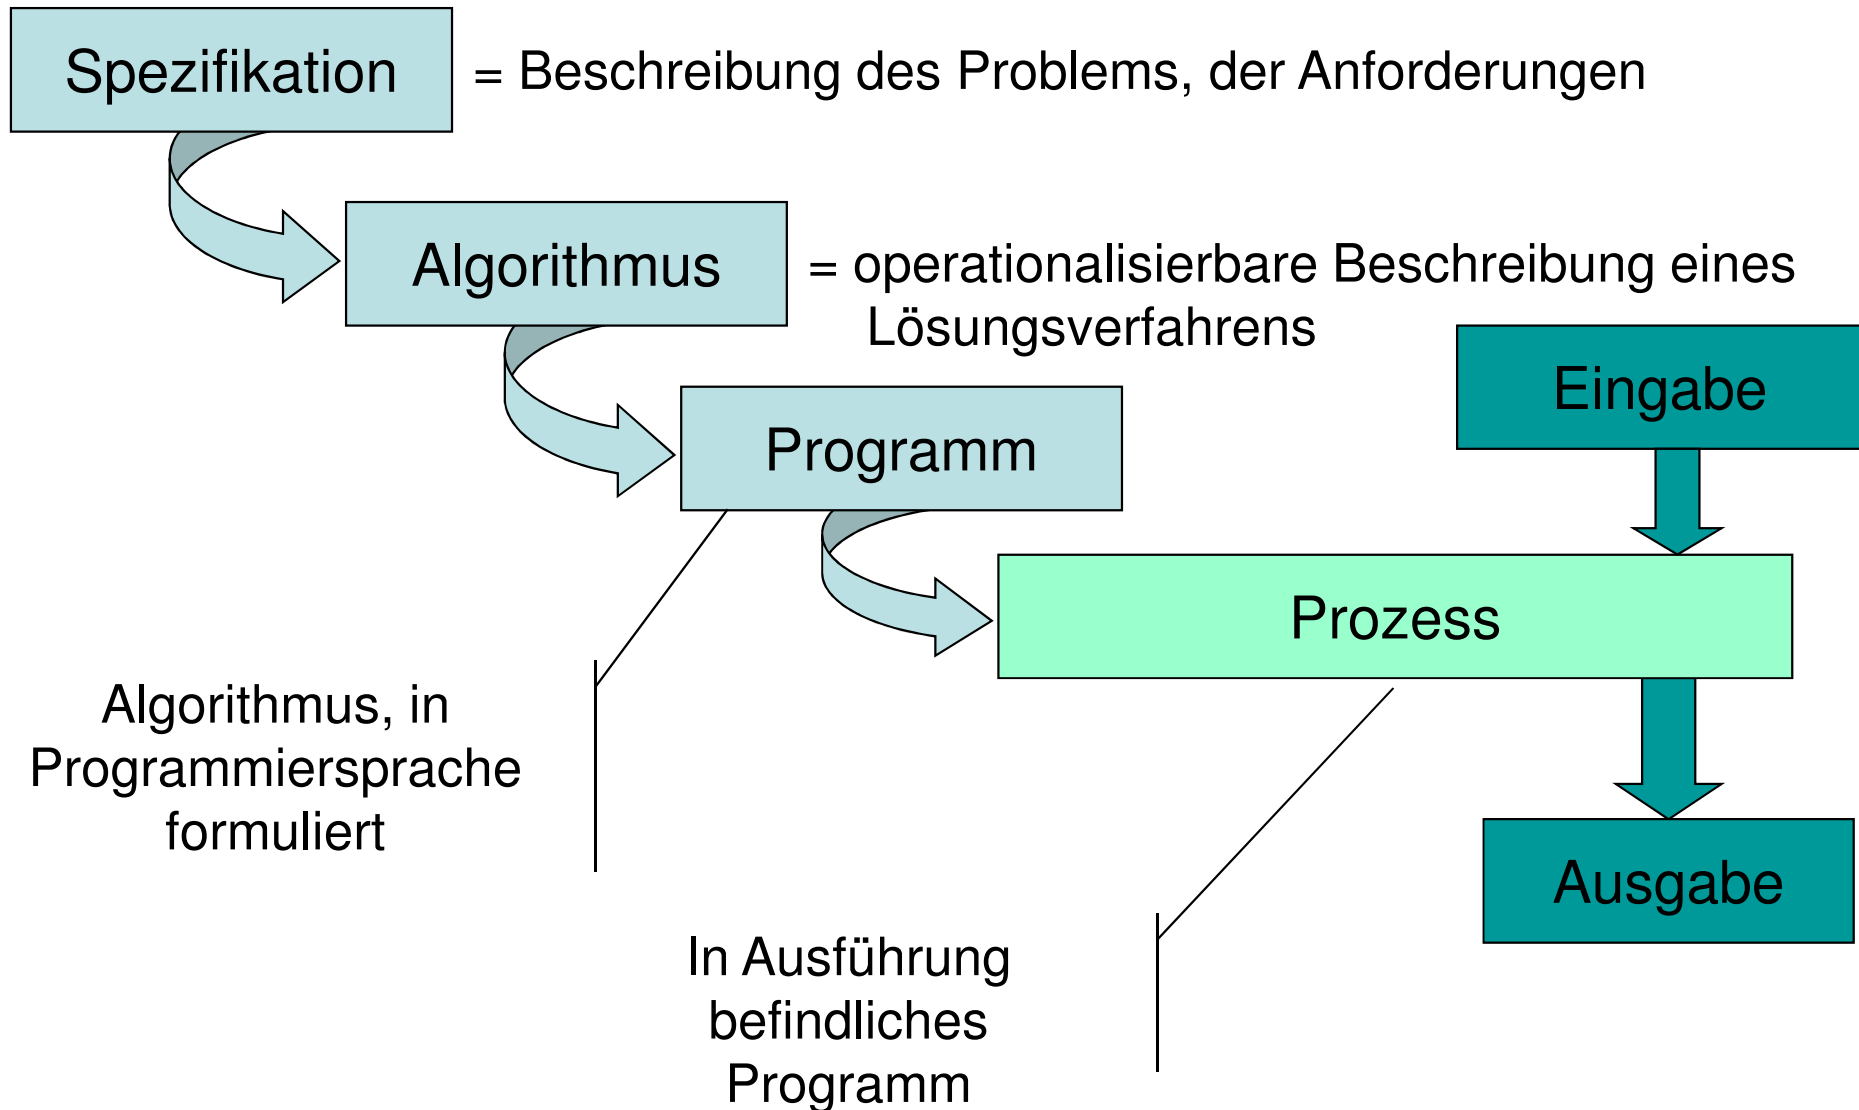 Spezifikation
= Beschreibung des Problems, der Anforderungen
Algorithmus
= operationalisierbare Beschreibung eines
Lösungsverfahrens
Eingabe
Programm
Prozess
Algorithmus, in
Programmiersprache
formuliert
Ausgabe
In Ausführung
befindliches
Programm